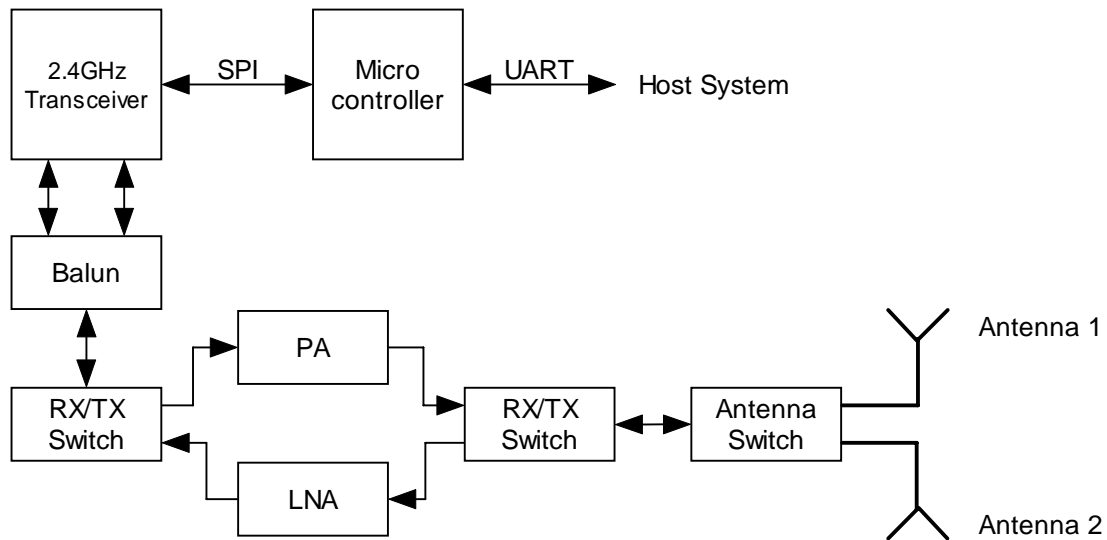 2.4GHz
Transceiver
SPI
Micro
controller
UART
Host System
Balun
PA
Antenna 1
RX/TX
Switch
RX/TX
Switch
Antenna
Switch
LNA
Antenna 2